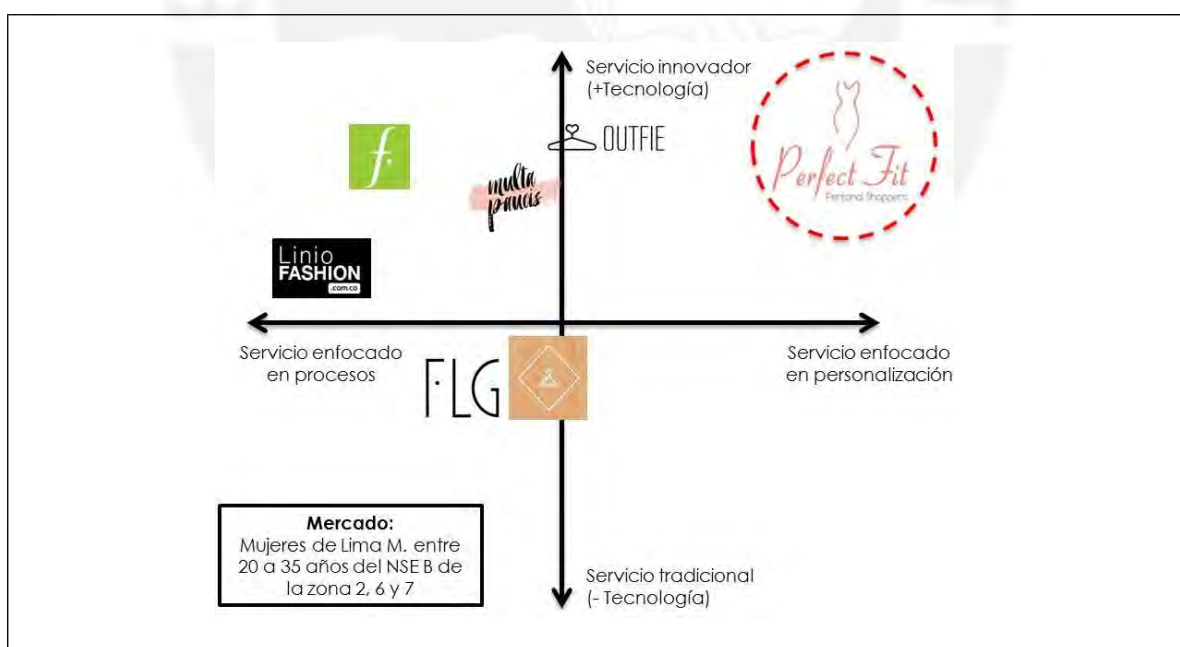 Servicio innovador
(+Tecnología)
OUTFIE
f.
multa
paucis
Perfect Fit
Personal Shoppers
Linio
FASHION
.com.co
Servicio enfocado
en procesos
Servicio enfocado
en personalización
F.LG
Mercado:
Mujeres de Lima M. entre
20 a 35 años del NSE B de
la zona 2, 6 y 7
Servicio tradicional
(- Tecnología)